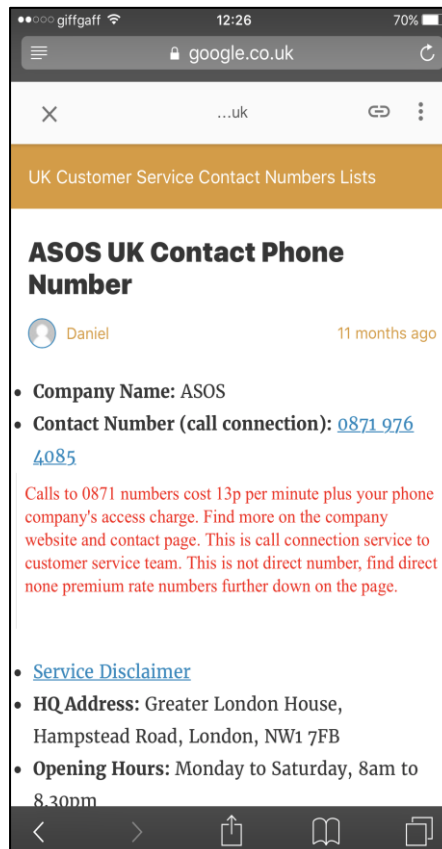 giffgaff 12:26 70%
google.co.uk
...uk
UK Customer Service Contact Numbers Lists
ASOS UK Contact Phone
Number
Daniel 11 months ago
• Company Name: ASOS
• Contact Number (call connection): 0871 976
4085
Calls to 0871 numbers cost 13p per minute plus your phone
company's access charge. Find more on the company
website and contact page. This is call connection service to
customer service team. This is not direct number, find direct
none premium rate numbers further down on the page.
• Service Disclaimer
• HQ Address: Greater London House,
Hampstead Road, London, NW1 7FB
• Opening Hours: Monday to Saturday, 8am to
8.30pm